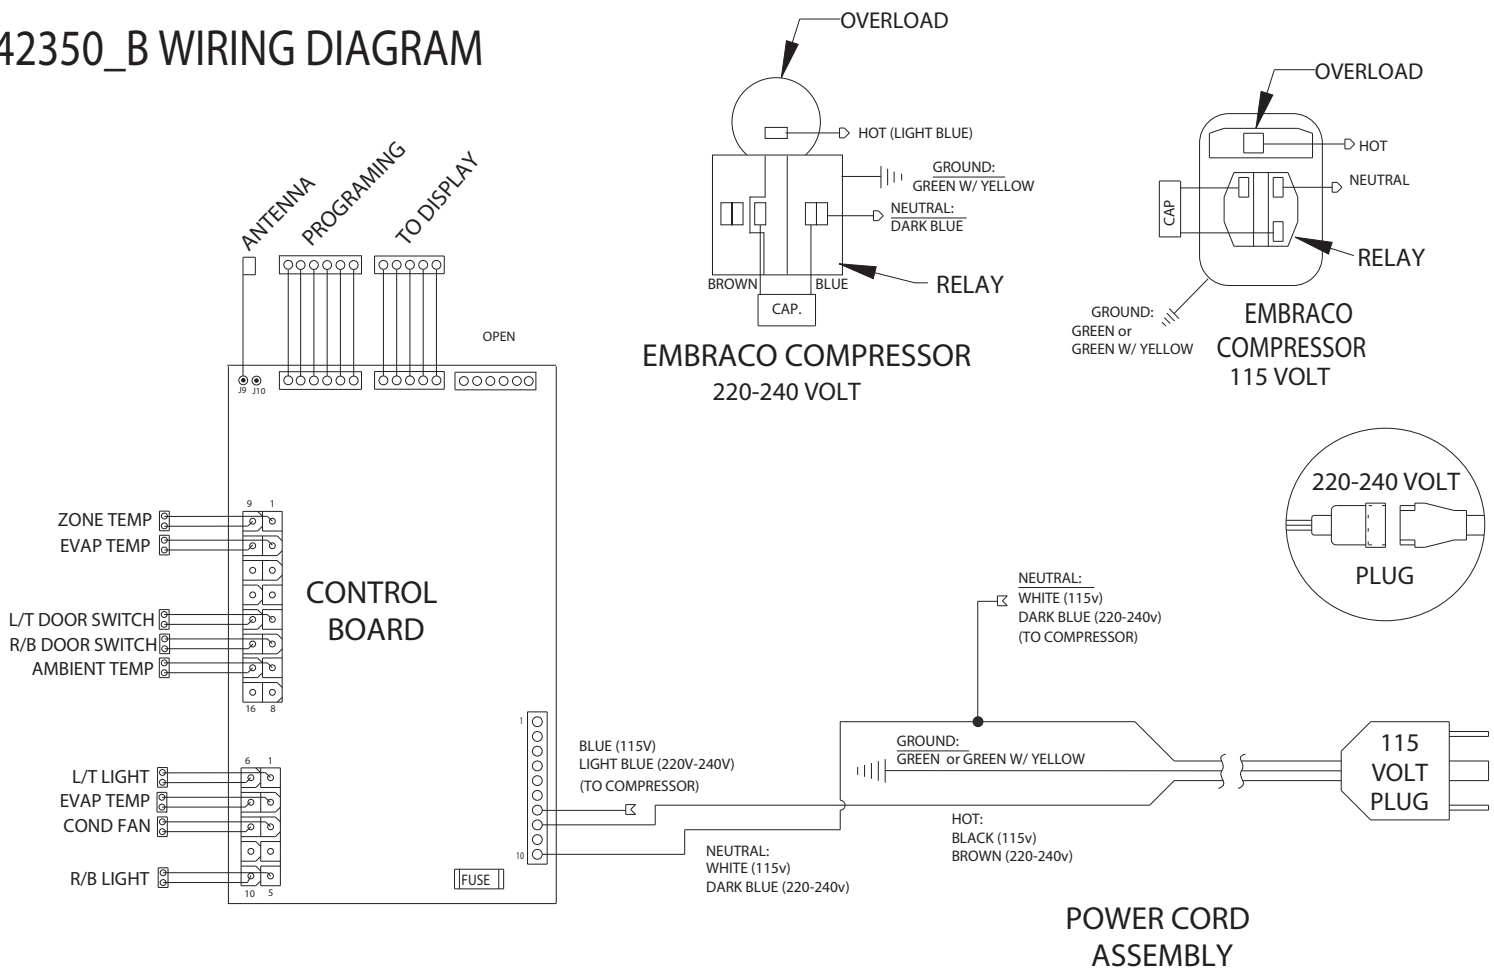 42350_B WIRING DIAGRAM
OVERLOAD
HOT (LIGHT BLUE)
GROUND:
GREEN W/ YELLOW
NEUTRAL:
DARK BLUE
RELAY
BROWN
BLUE
CAP.
EMBRACO COMPRESSOR
220-240 VOLT
OVERLOAD
HOT
NEUTRAL
CAP
RELAY
GROUND:
GREEN or
GREEN W/ YELLOW
EMBRACO
COMPRESSOR
115 VOLT
ANTENNA
PROGRAMING
TO DISPLAY
OPEN
J9 J10
220-240 VOLT
PLUG
9 1
ZONE TEMP
EVAP TEMP
L/T DOOR SWITCH
R/B DOOR SWITCH
AMBIENT TEMP
16 8
CONTROL
BOARD
6 1
L/T LIGHT
EVAP TEMP
COND FAN
R/B LIGHT
10 5
FUSE
1
10
BLUE (115V)
LIGHT BLUE (220V-240V)
(TO COMPRESSOR)
NEUTRAL:
WHITE (115v)
DARK BLUE (220-240v)
(TO COMPRESSOR)
GROUND:
GREEN or GREEN W/ YELLOW
HOT:
BLACK (115v)
BROWN (220-240v)
NEUTRAL:
WHITE (115v)
DARK BLUE (220-240v)
115
VOLT
PLUG
POWER CORD
ASSEMBLY